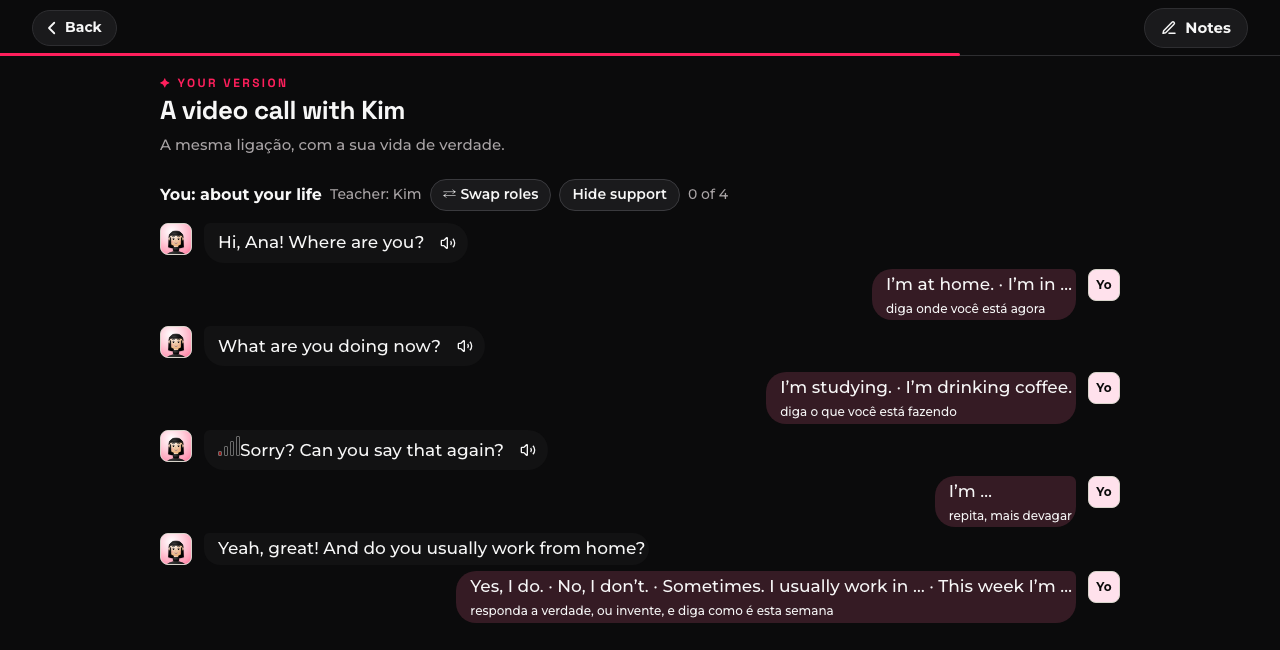 Back
Notes
YOUR VERSION
A video call with Kim
A mesma ligação, com a sua vida de verdade.
You: about your life Teacher: Kim Swap roles Hide support 0 of 4
Hi, Ana! Where are you?
I’m at home. · I’m in ...
diga onde você está agora
Yo
What are you doing now?
I’m studying. · I’m drinking coffee.
diga o que você está fazendo
Yo
Sorry? Can you say that again?
I’m ...
repita, mais devagar
Yo
Yeah, great! And do you usually work from home?
Yes, I do. · No, I don’t. · Sometimes. I usually work in ... · This week I’m ...
responda a verdade, ou invente, e diga como é esta semana
Yo